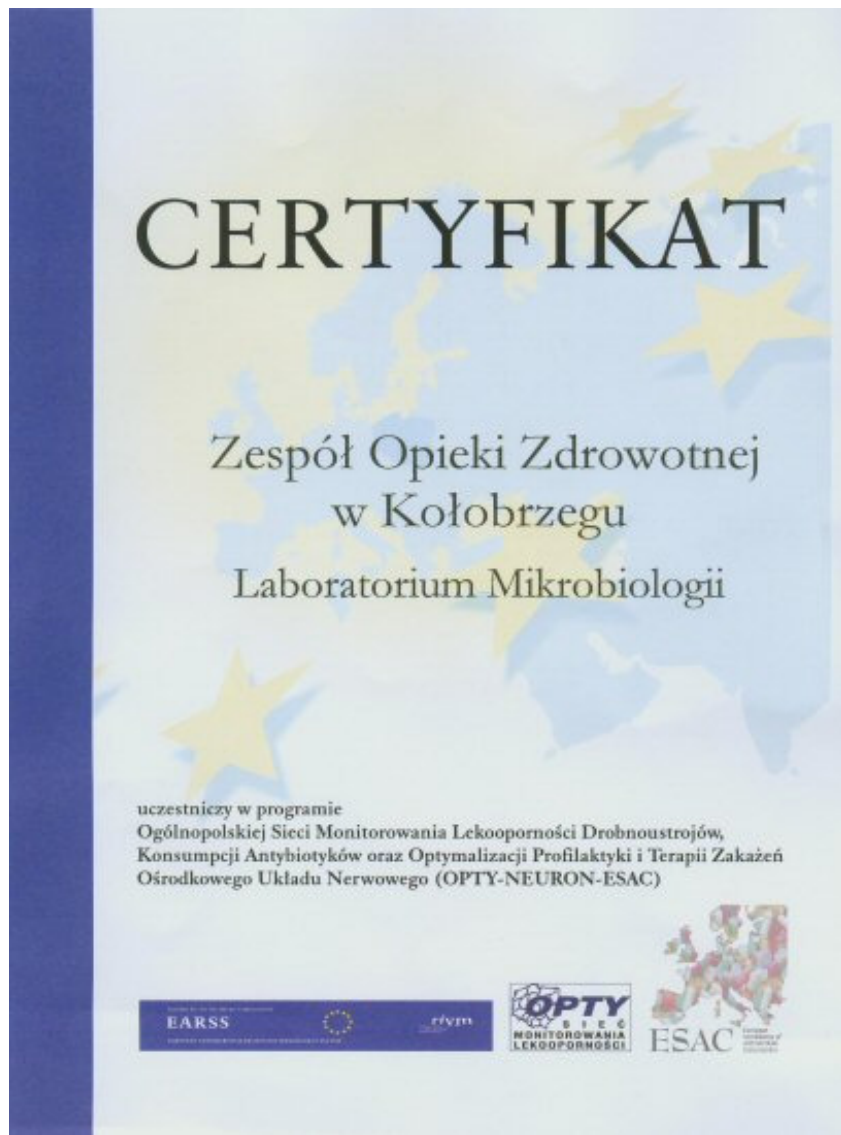 CERTYFIKAT
Zespół Opieki Zdrowotnej
w Kołobrzegu
Laboratorium Mikrobiologii
uczestniczy w programie
Ogólnopolskiej Sieci Monitorowania Lekooporności Drobnoustrojów,
Konsumpcji Antybiotyków oraz Optymalizacji Profilaktyki i Terapii Zakażeń
Ośrodkowego Układu Nerwowego (OPTY-NEURON-ESAC)
EARSS
rivm
OPTY
SIEĆ
MONITOROWANIA
LEKOOPORNOŚCI
ESAC